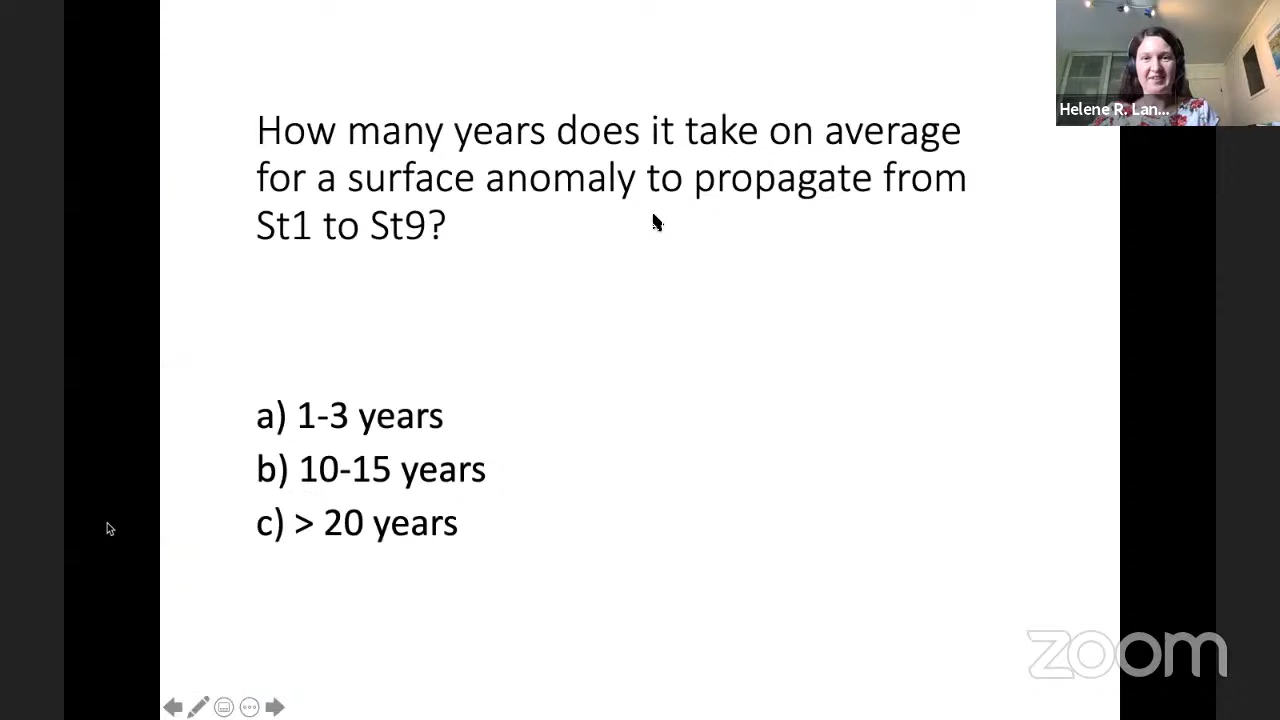 How many years does it take on average
for a surface anomaly to propagate from
St1 to St9?
a) 1-3 years
b) 10-15 years
c) > 20 years
Helene R. Lan...
zoom